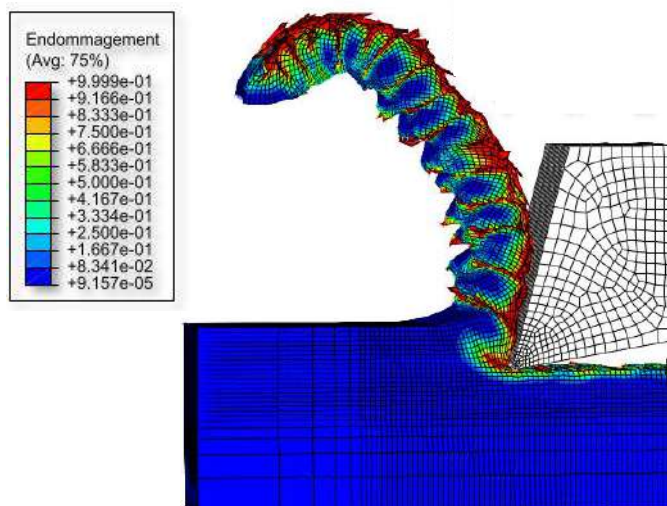 Endommagement
(Avg: 75%)
+9.999e-01
+9.166e-01
+8.333e-01
+7.500e-01
+6.666e-01
+5.833e-01
+5.000e-01
+4.167e-01
+3.334e-01
+2.500e-01
+1.667e-01
+8.341e-02
+9.157e-05